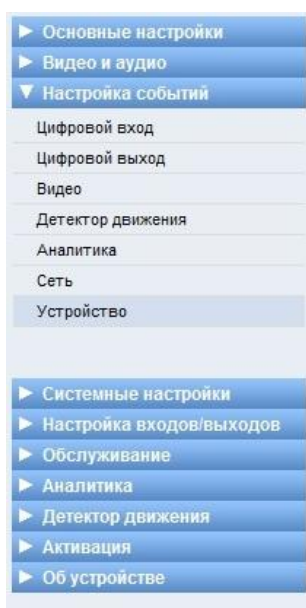 Основные настройки
Видео и аудио
Настройка событий
Цифровой вход
Цифровой выход
Видео
Детектор движения
Аналитика
Сеть
Устройство
Системные настройки
Настройка входов/выходов
Обслуживание
Аналитика
Детектор движения
Активация
Об устройстве